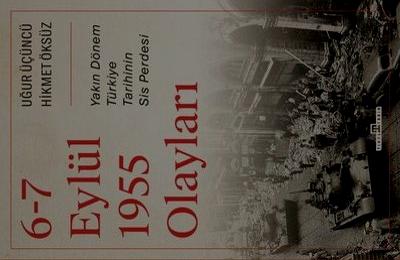 UĞUR ÜÇÜNCÜ
HİKMET ÖKSÜZ
Yakın Dönem
Türkiye
Tarihinin
Sis Perdesi
6-7
Eylül
1955
Olayları